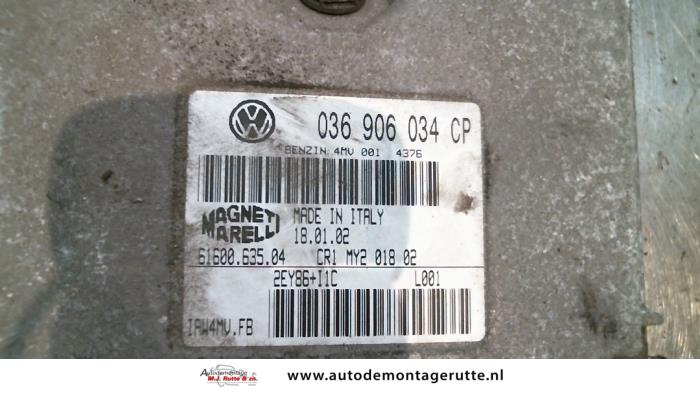 036 906 034 CP
BENZIN 4MV 00I 4376
MAGNETI MARELLI
MADE IN ITALY
18.01.02
61600.635.04 CR1 MY2 018 02
2EY86+I1C L001
IAW4MV.FB
Autodemontage
M.J. Rutte & zn.
www.autodemontagerutte.nl